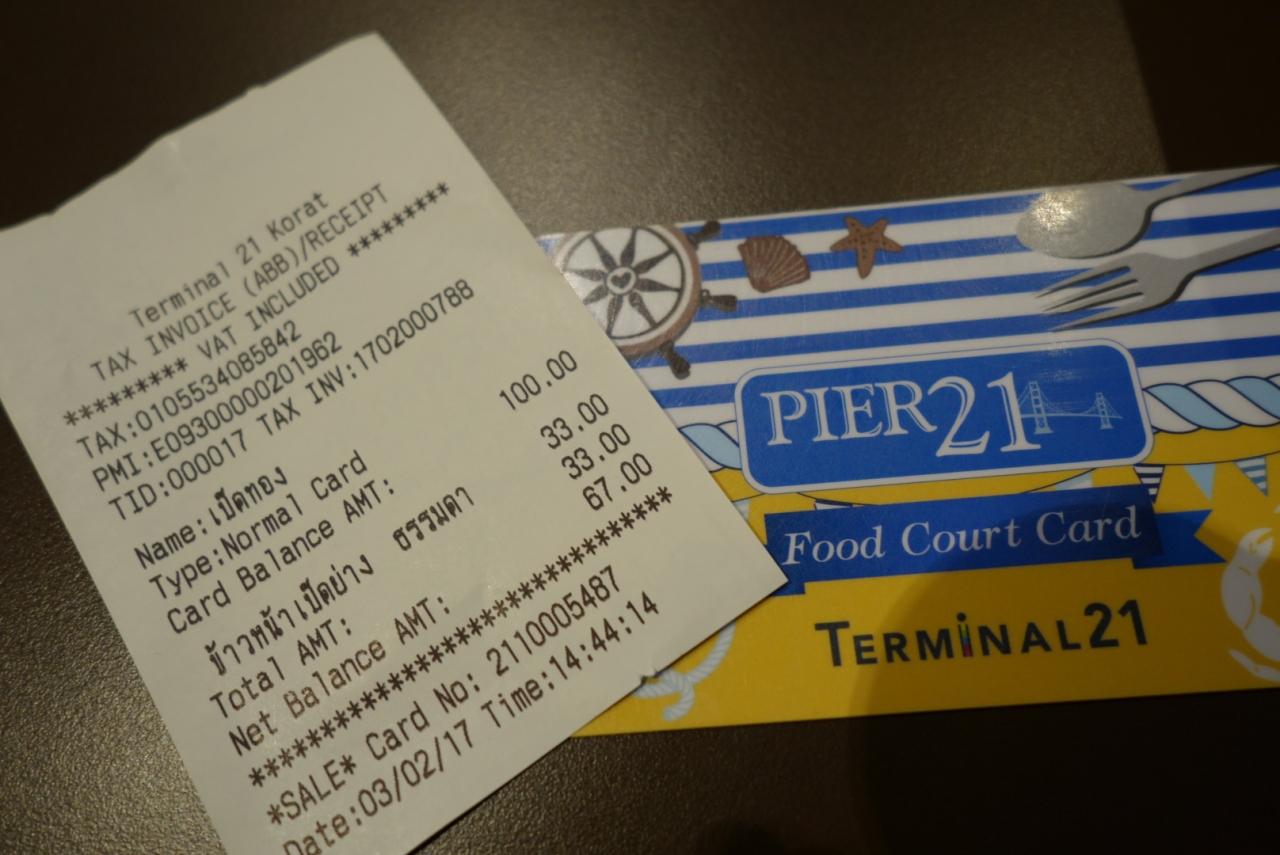 Terminal 21 Korat
TAX INVOICE (ABB)/RECEIPT
********* VAT INCLUDED *********
TAX:0105534085842
PMI:E09300000201962
TID:000017 TAX INV:1702000788
Name:เป็ดทอง
Type:Normal Card
Card Balance AMT: 100.00
ข้าวหน้าเป็ดย่าง ธรรมดา 33.00
Total AMT: 33.00
Net Balance AMT: 67.00
********************************
*SALE* Card No: 2110005487
Date:03/02/17 Time:14:44:14
PIER21
Food Court Card
TERMINAL21